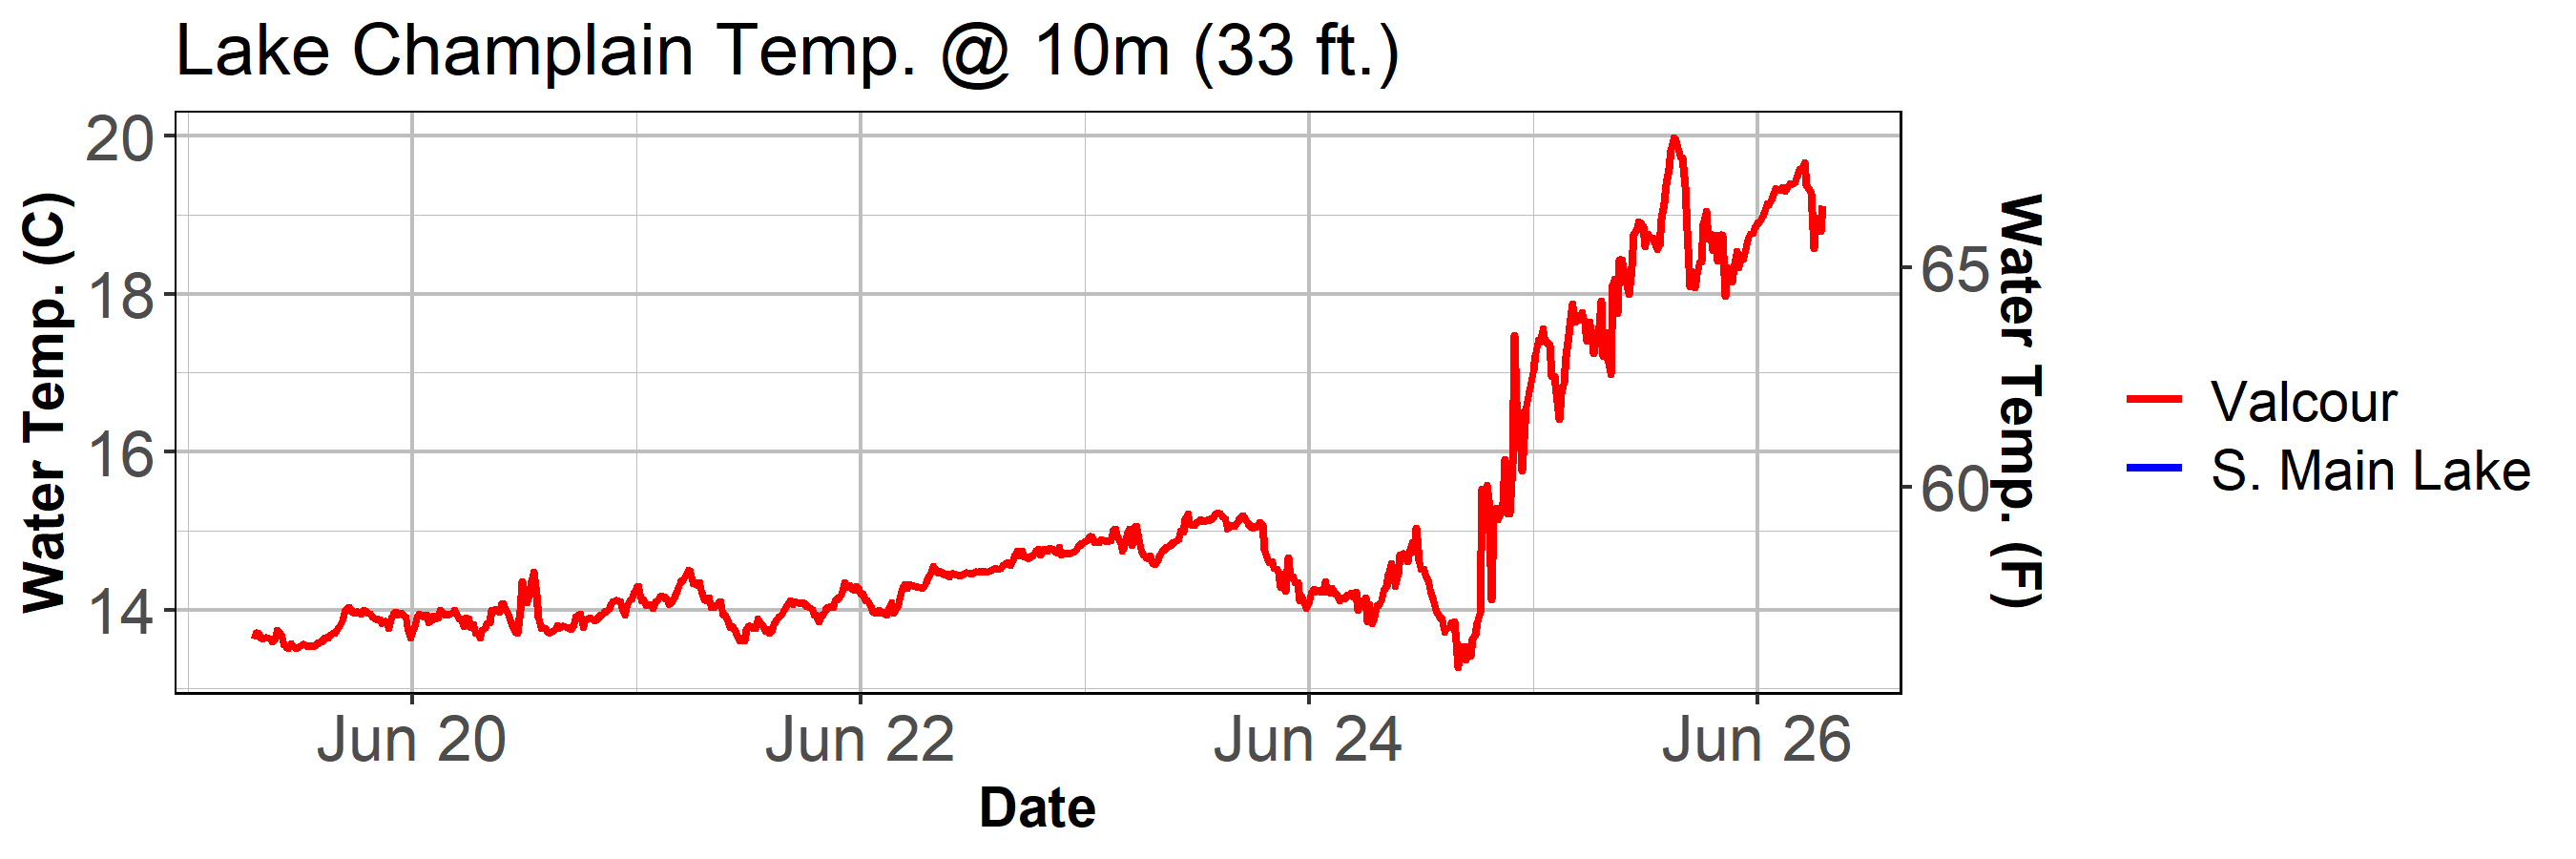 Lake Champlain Temp. @ 10m (33 ft.)
Water Temp. (C)
20
18
16
14
65
60
Water Temp. (F)
Jun 20
Jun 22
Jun 24
Jun 26
Date
Valcour
S. Main Lake